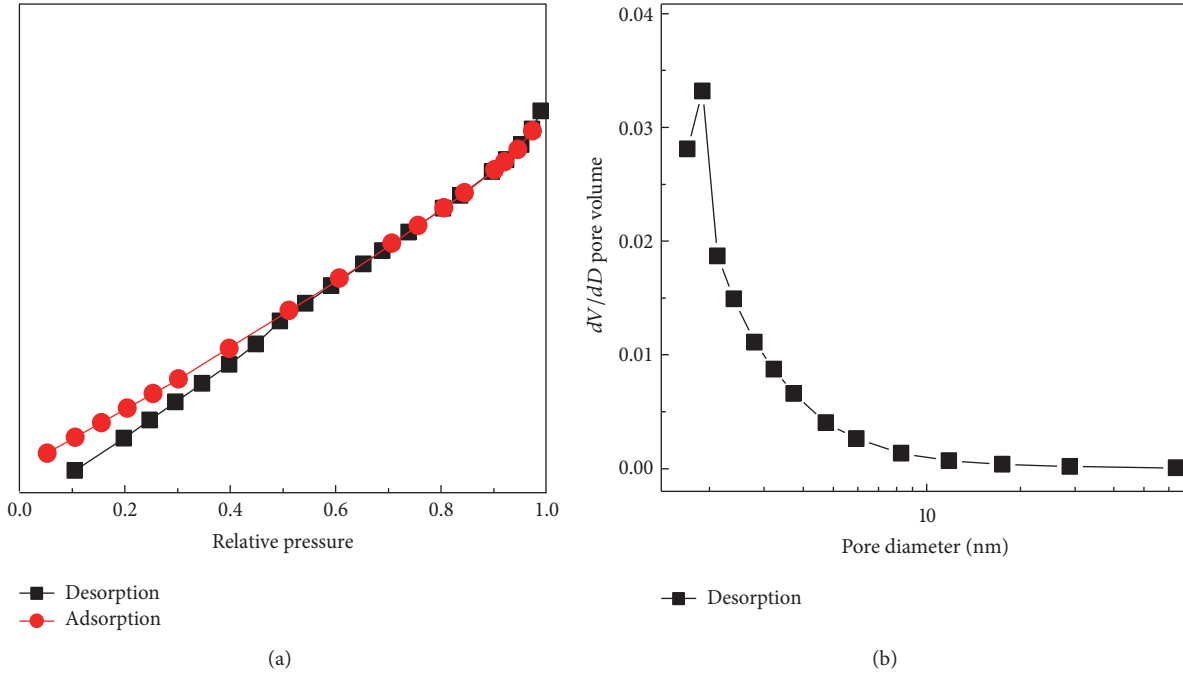 0.0
0.2
0.4
0.6
0.8
1.0
Relative pressure
Desorption
Adsorption
(a)
0.04
0.03
0.02
0.01
0.00
dV/dD pore volume
10
Pore diameter (nm)
Desorption
(b)